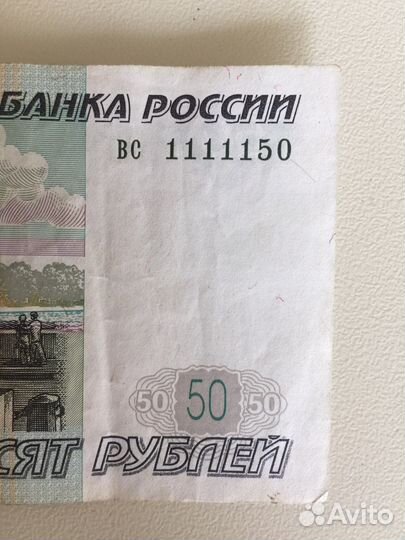 БАНКА РОССИИ
ВС 1111150
50 50 50
СЯТ РУБЛЕЙ
Avito